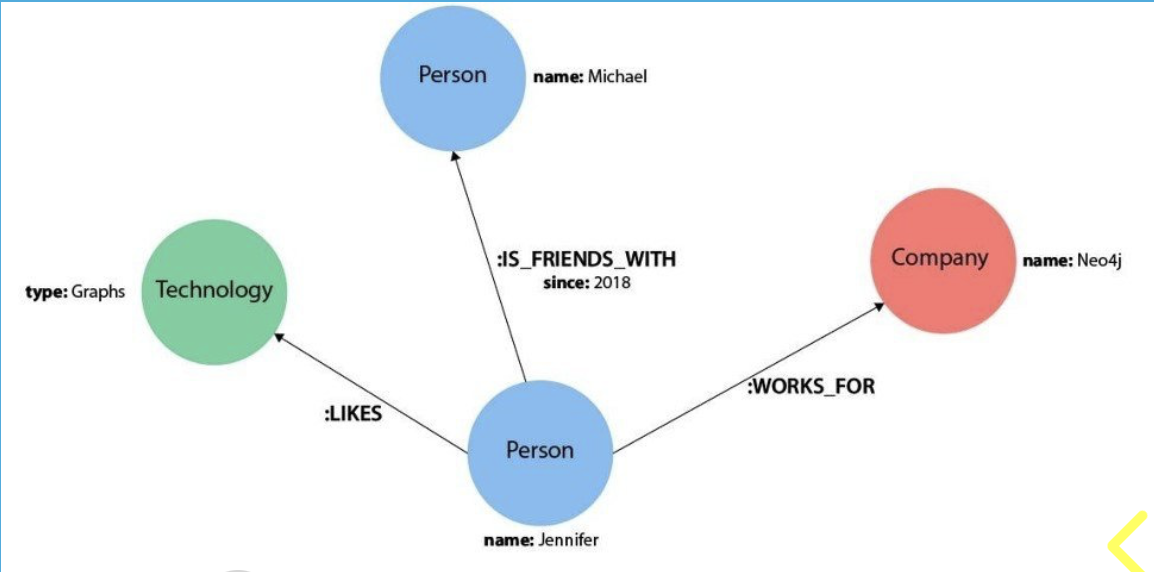 Person
name: Michael
:IS_FRIENDS_WITH
since: 2018
Company
name: Neo4j
type: Graphs
Technology
:WORKS_FOR
:LIKES
Person
name: Jennifer